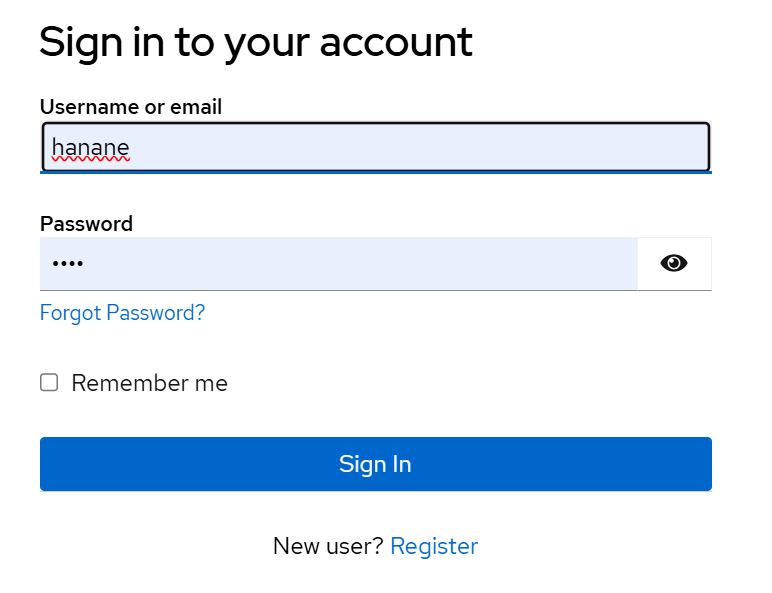 Sign in to your account
Username or email
hanane
Password
••••
Forgot Password?
Remember me
Sign In
New user? Register